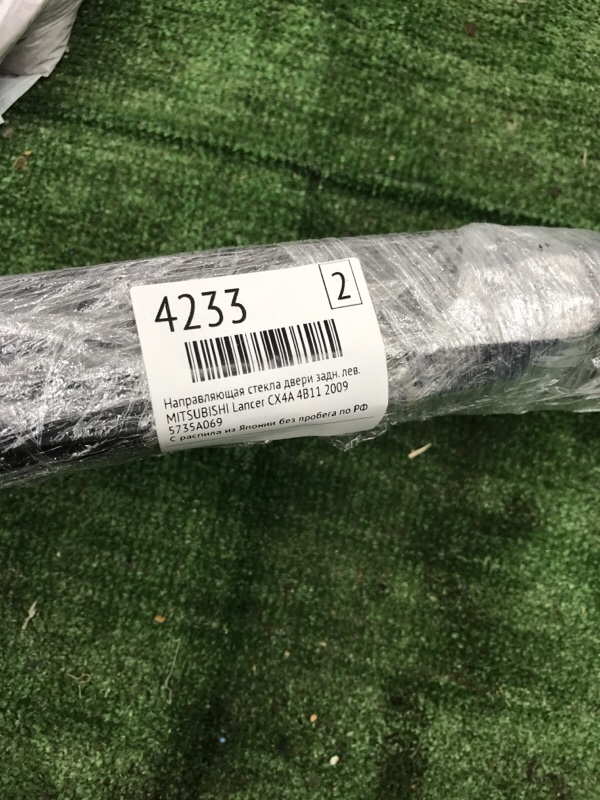 4233
2
Направляющая стекла двери задн. лев.
MITSUBISHI Lancer CX4A 4B11 2009
5735A069
С распила из Японии без пробега по РФ